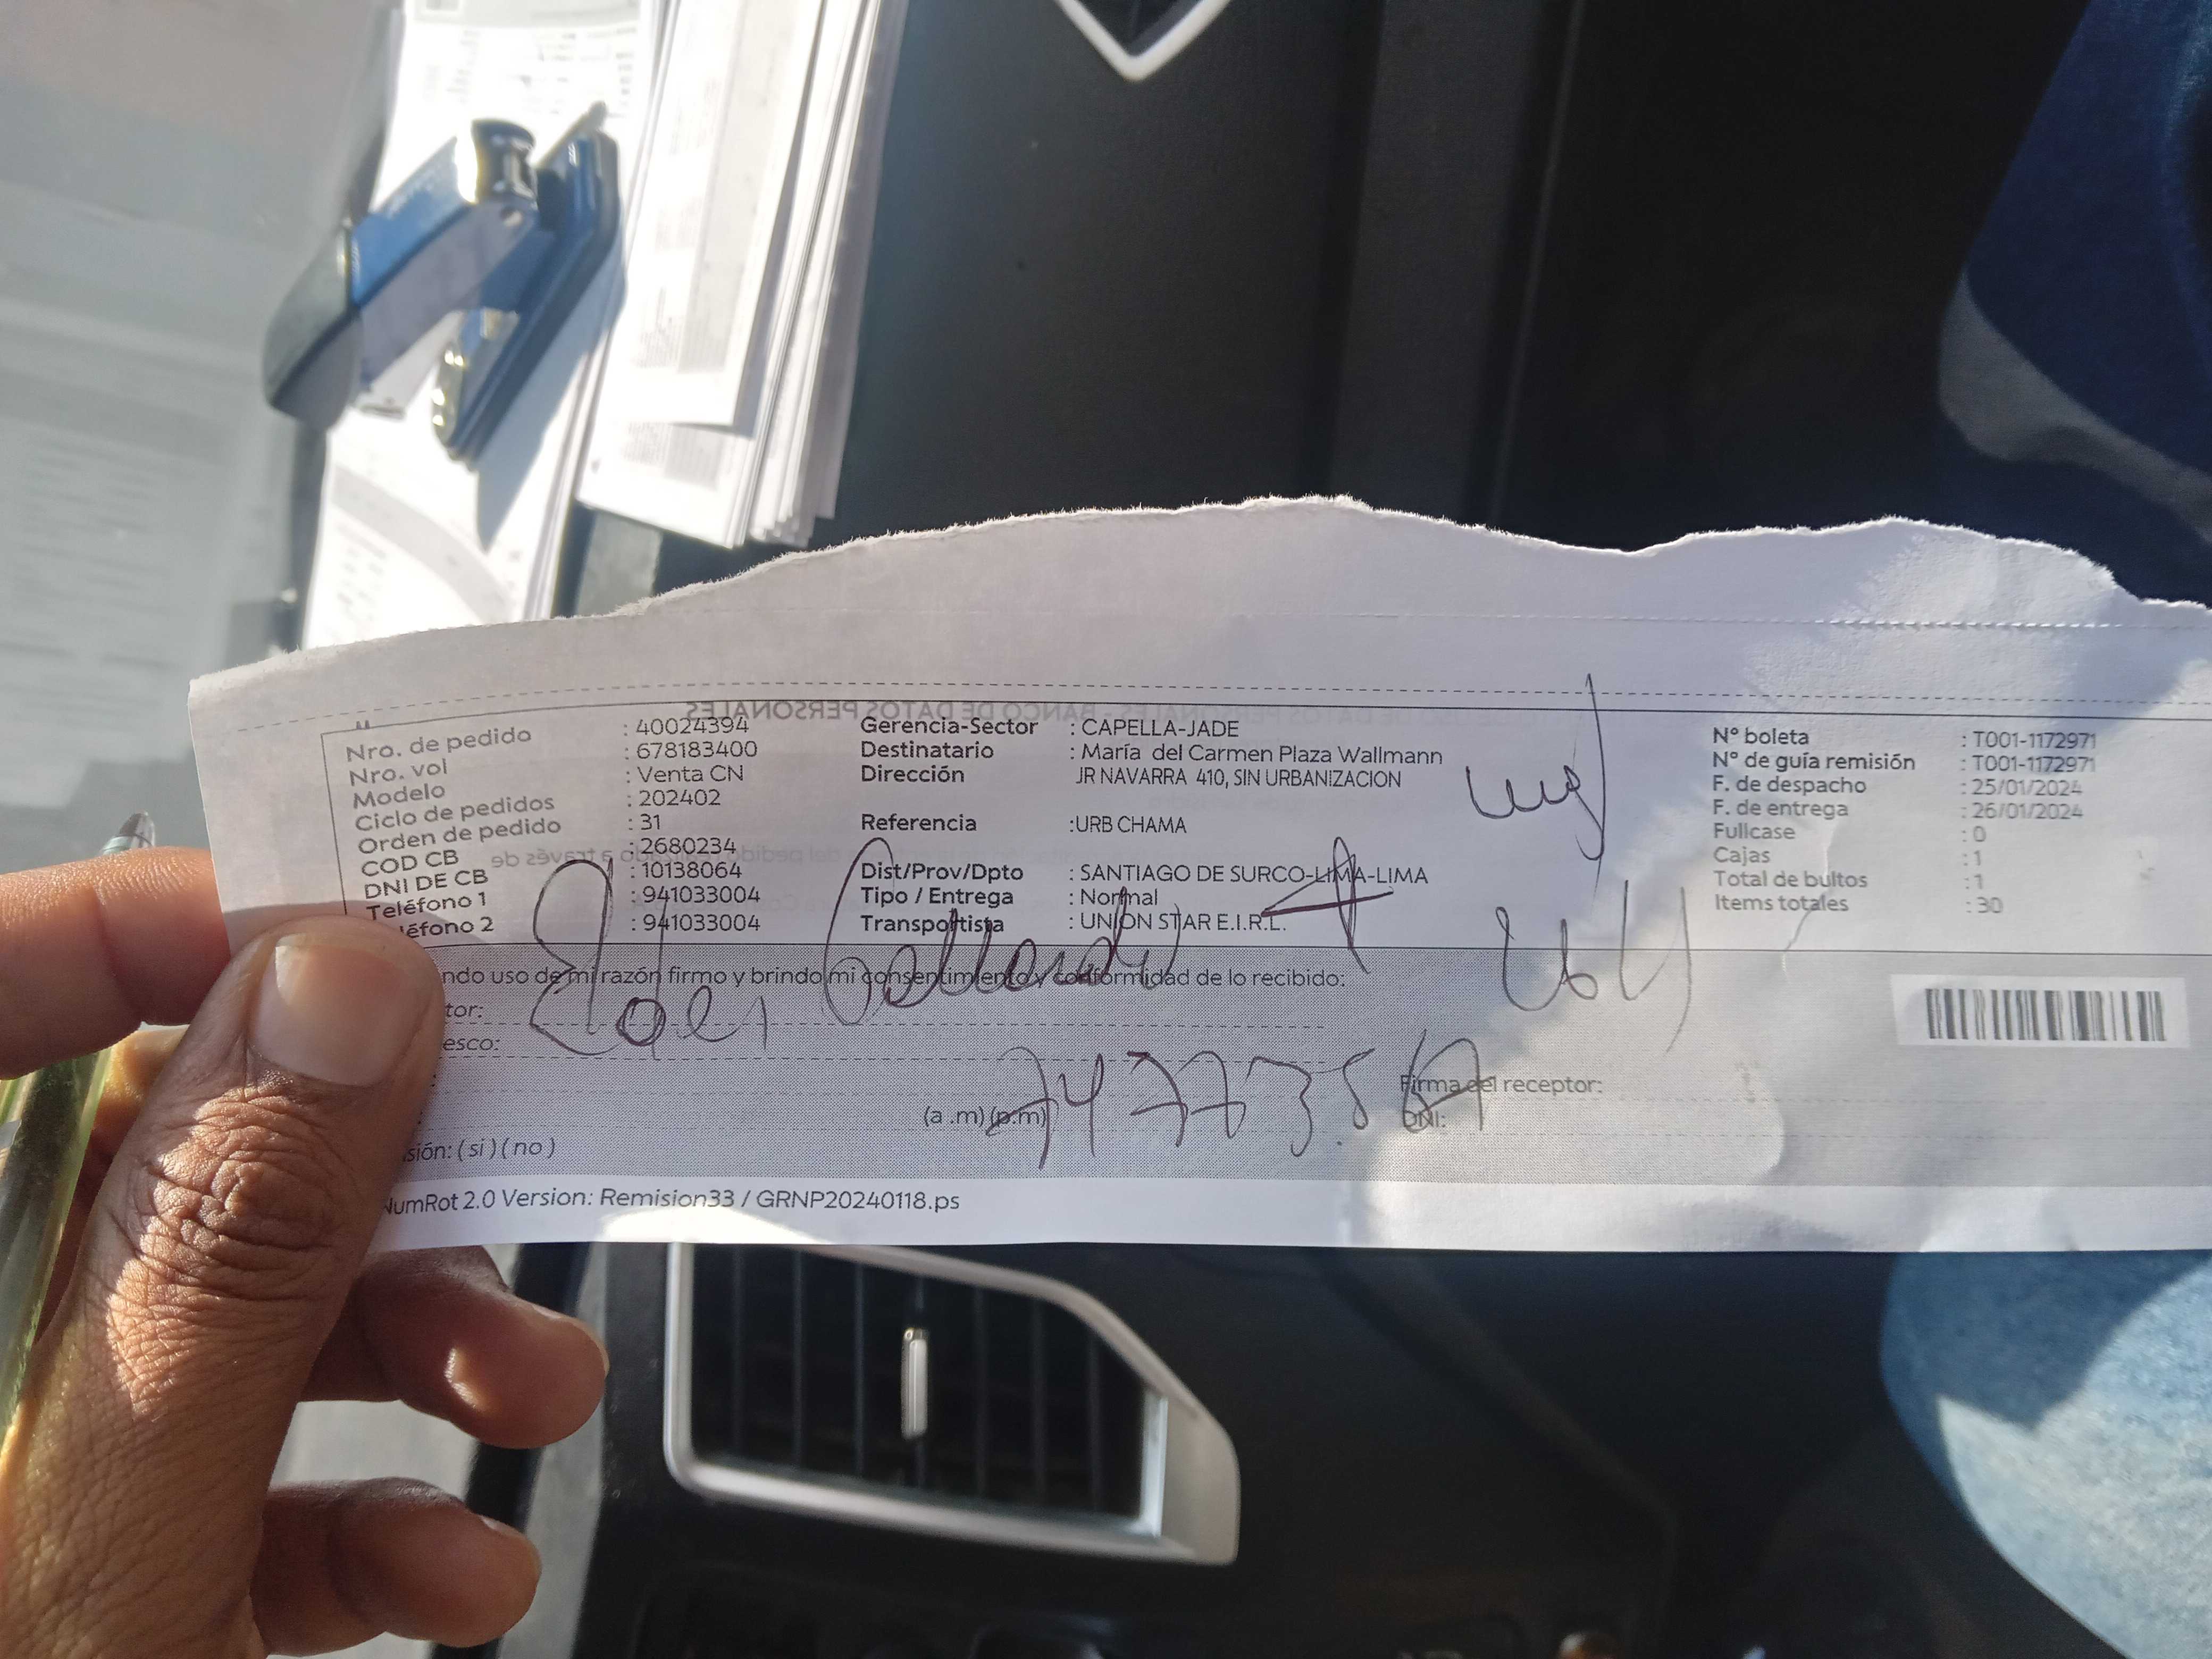 Nro. de pedido : 40024394
Nro. vol : 678183400
Modelo : Venta CN
Ciclo de pedidos : 202402
Orden de pedido : 31
COD CB : 2680234
DNI DE CB : 10138064
Teléfono 1 : 941033004
éfono 2 : 941033004
Gerencia-Sector : CAPELLA-JADE
Destinatario : María del Carmen Plaza Wallmann
Dirección JR NAVARRA 410, SIN URBANIZACION
Referencia :URB CHAMA
Dist/Prov/Dpto : SANTIAGO DE SURCO-LIMA-LIMA
Tipo / Entrega : Normal
Transportista : UNION STAR E.I.R.L.
N° boleta : T001-1172971
N° de guía remisión : T001-1172971
F. de despacho : 25/01/2024
F. de entrega : 26/01/2024
Fullcase : 0
Cajas : 1
Total de bultos : 1
Items totales : 30
ndo uso de mi razón firmo y brindo mi consentimiento y conformidad de lo recibido:
tor:
esco:
Firma del receptor:
(a .m) (p.m)
DNI:
sión: ( si ) ( no )
NumRot 2.0 Version: Remision33 / GRNP20240118.ps